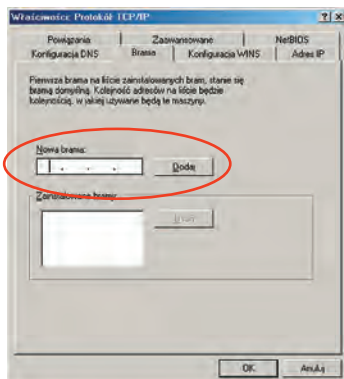 Właściwości: Protokół TCP/IP
Powiązania Zaawansowane NetBIOS
Konfiguracja DNS Brama Konfiguracja WINS Adres IP
Pierwsza brama na liście zainstalowanych bram, stanie się
bramą domyślną. Kolejność adresów na liście będzie
kolejnością, w jakiej używane będą te maszyny.
Nowa brama:
. . .
Dodaj
Zainstalowane bramy:
Usuń
OK
Anuluj